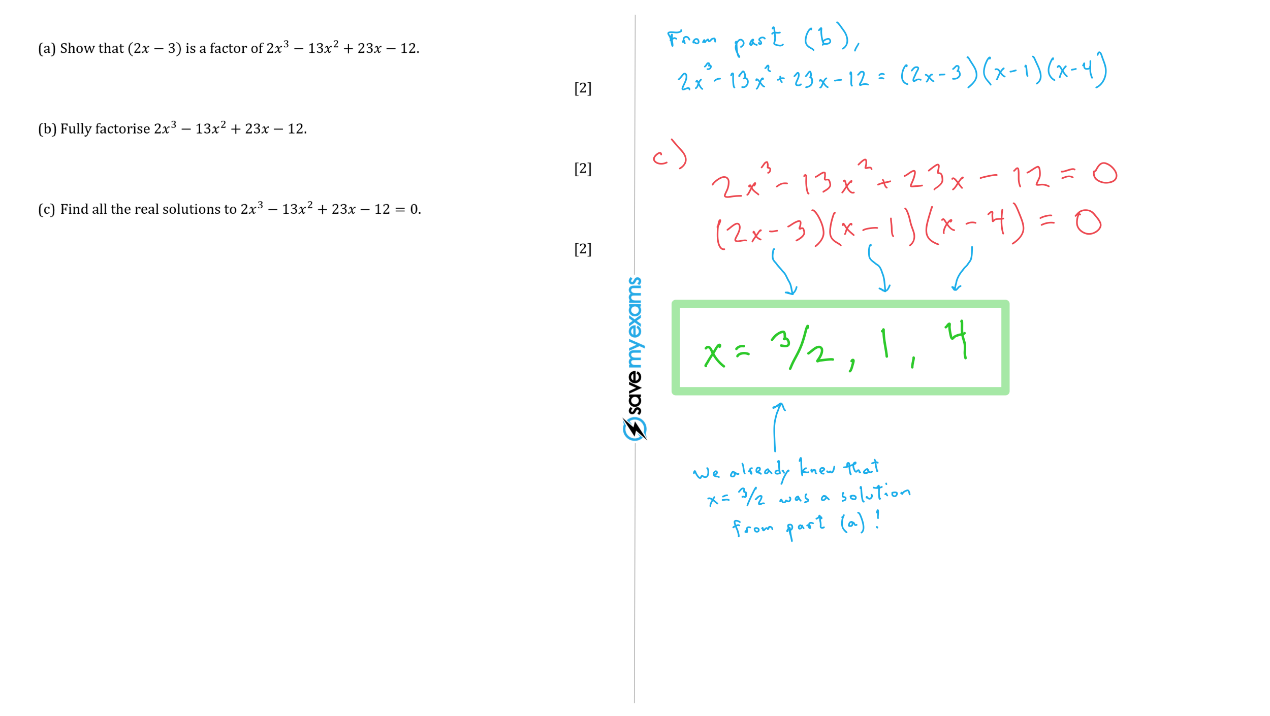 (a) Show that (2x − 3) is a factor of 2x³ − 13x² + 23x − 12.
[2]
(b) Fully factorise 2x³ − 13x² + 23x − 12.
[2]
(c) Find all the real solutions to 2x³ − 13x² + 23x − 12 = 0.
[2]
savemyexams
From part (b),
2x³ − 13x² + 23x − 12 = (2x − 3)(x − 1)(x − 4)
c)
2x³ − 13x² + 23x − 12 = 0
(2x − 3)(x − 1)(x − 4) = 0
x = 3/2, 1, 4
We already knew that
x = 3/2 was a solution
from part (a)!